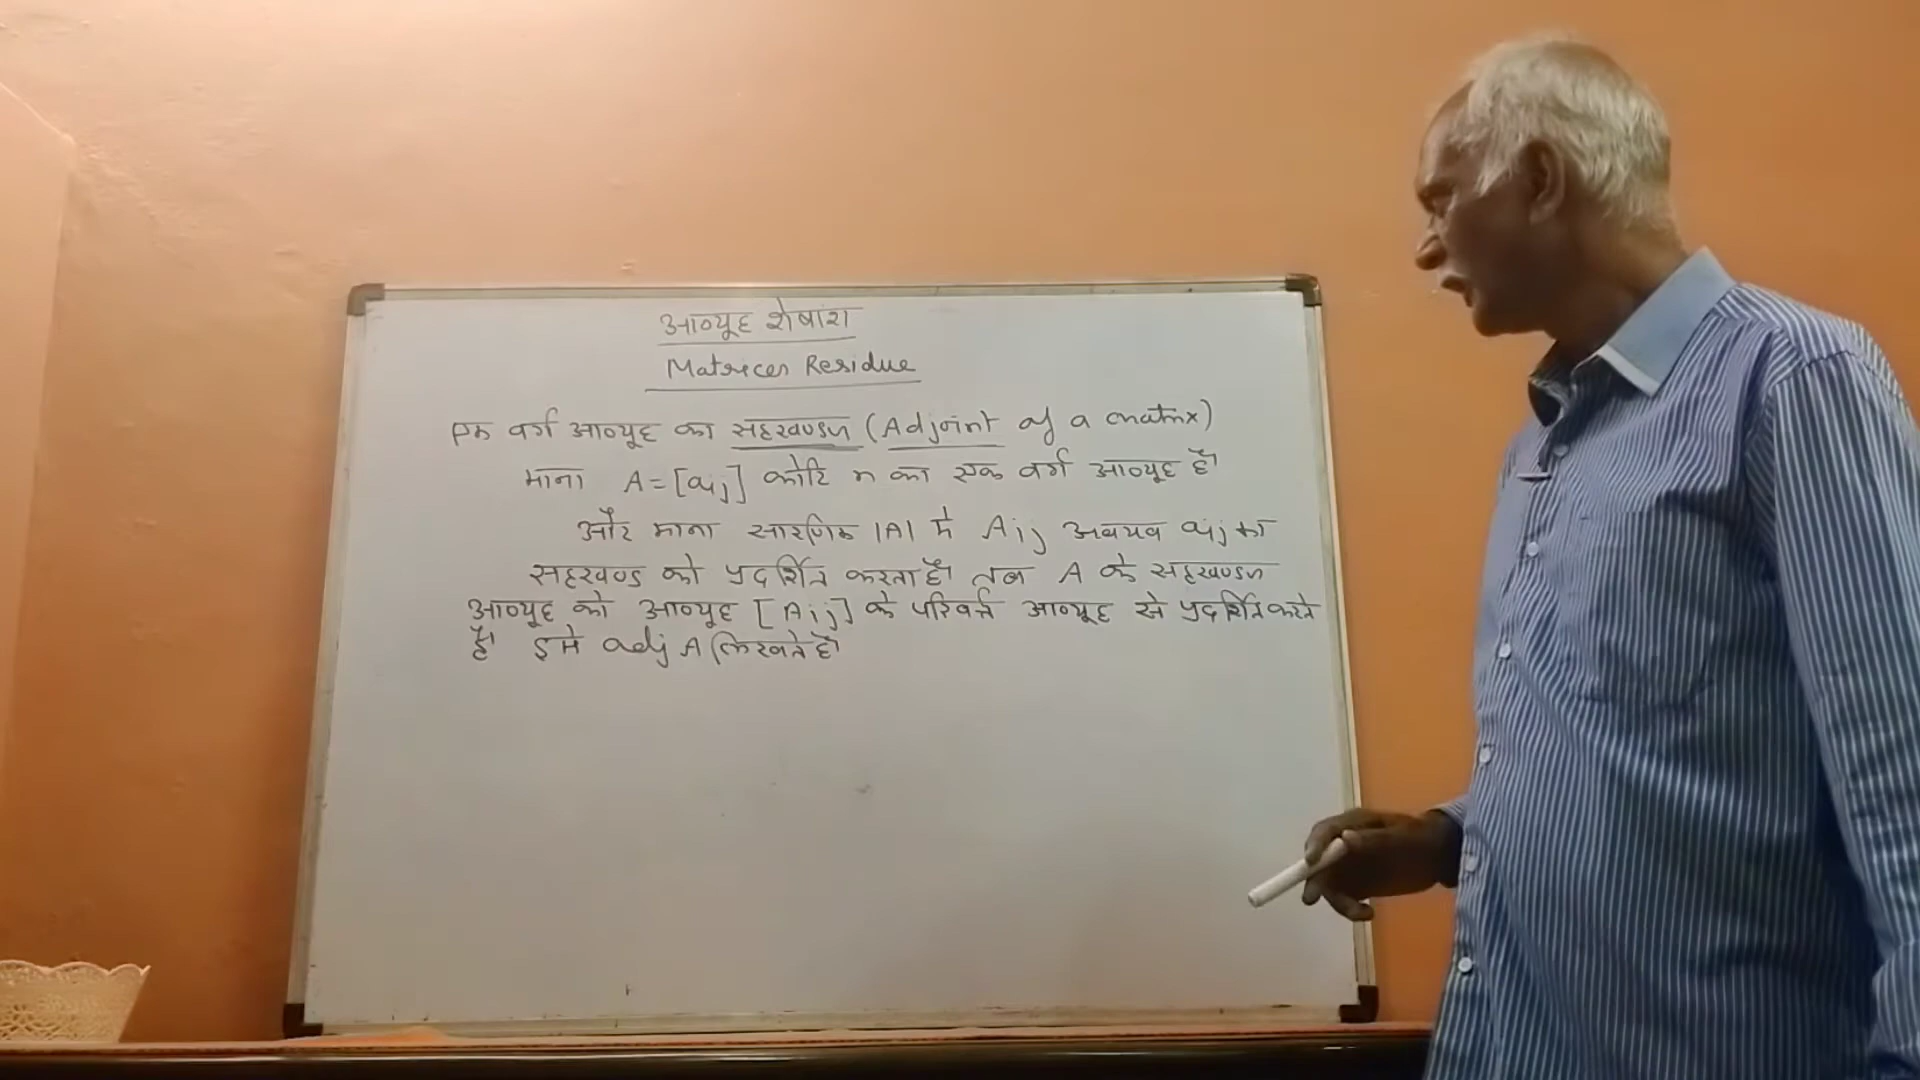 आव्यूह शेषांश
Matrices Residue
एक वर्ग आव्यूह का सहखण्डज (Adjoint of a matrix)
माना A = [aij] कोटि n का एक वर्ग आव्यूह है।
और माना सारणिक |A| में Aij अवयव aij का
सहखण्ड को प्रदर्शित करता है। तब A के सहखण्डज
आव्यूह को आव्यूह [Aij] के परिवर्त आव्यूह से प्रदर्शित करते
हैं। इसे adj A लिखते हैं